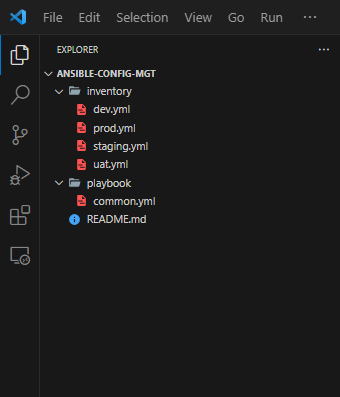 File Edit Selection View Go Run ...
EXPLORER ...
ANSIBLE-CONFIG-MGT
inventory
dev.yml
prod.yml
staging.yml
uat.yml
playbook
common.yml
README.md